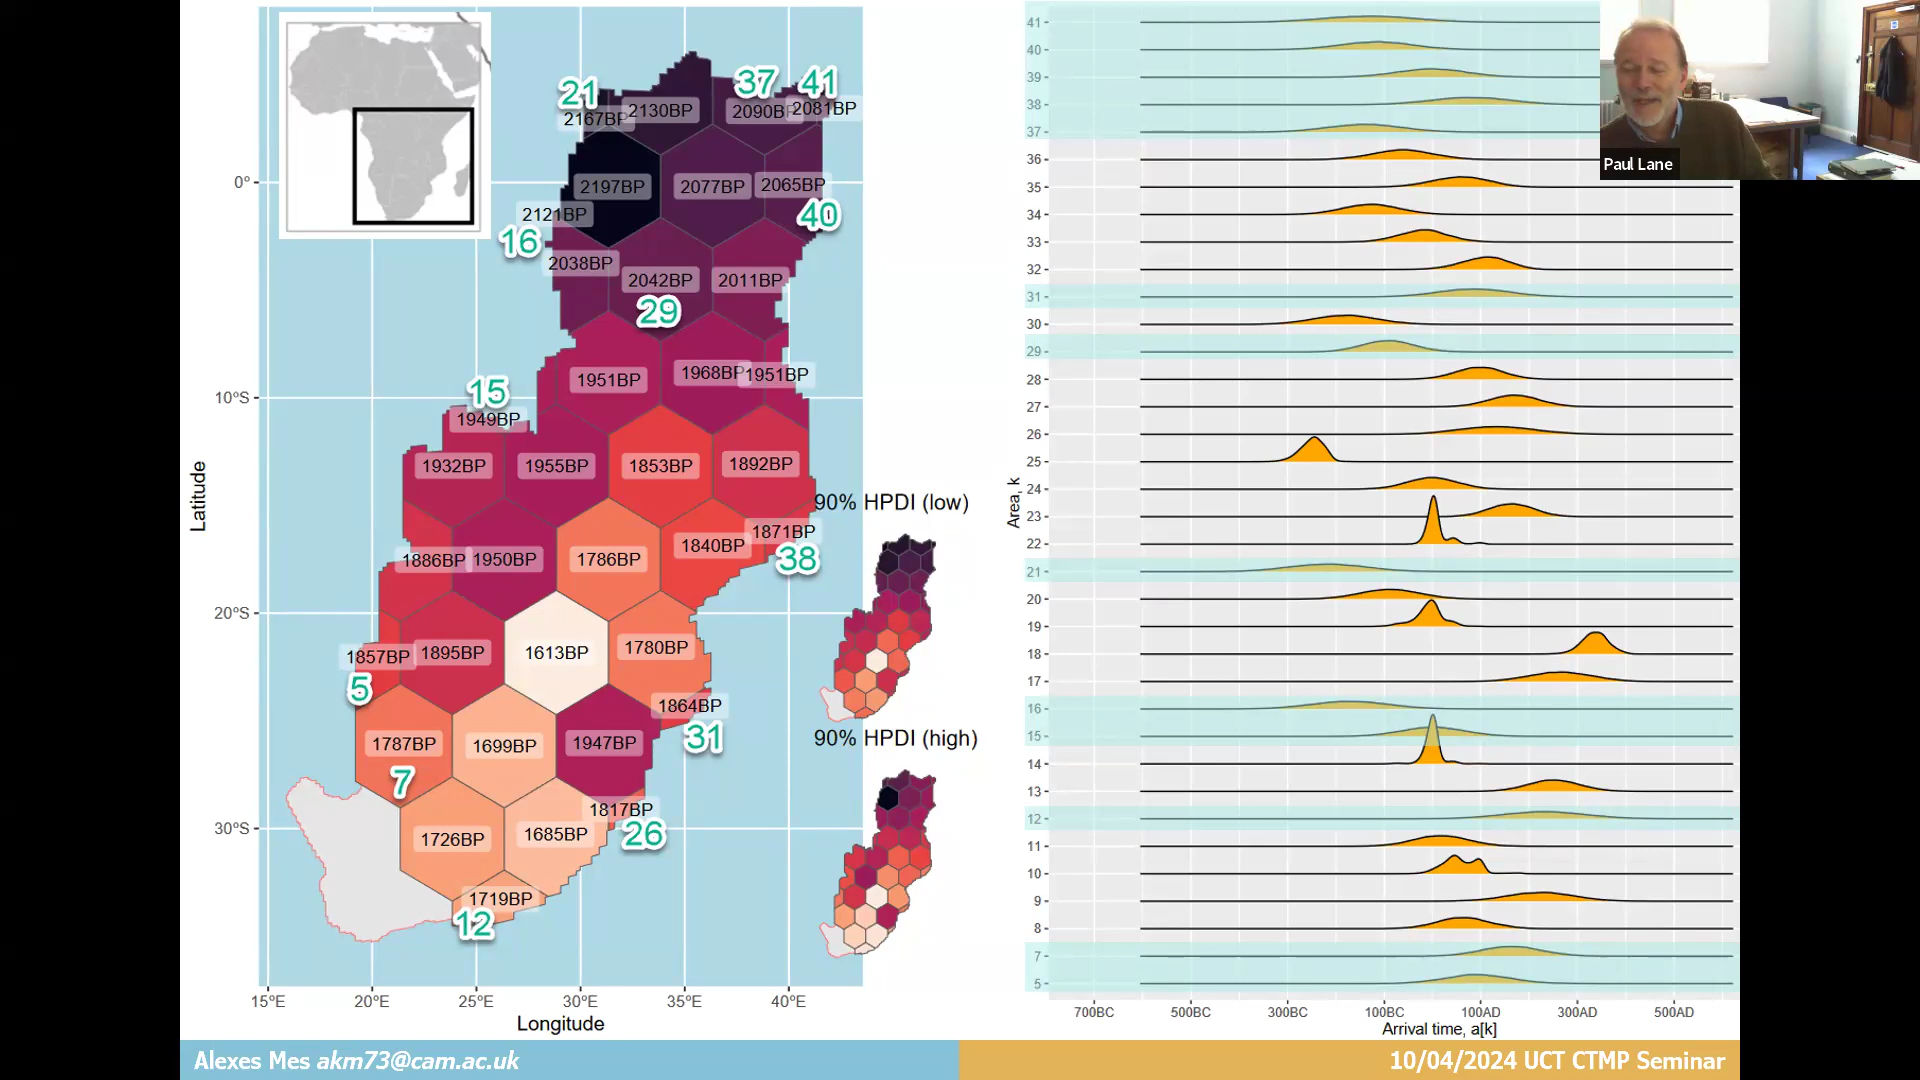 21
37
41
2167BP
2130BP
2090BP
2081BP
0°
2197BP
2077BP
2065BP
2121BP
40
16
2038BP
2042BP
2011BP
29
1951BP
1968BP
1951BP
15
10°S
1949BP
1932BP
1955BP
1853BP
1892BP
1871BP
1886BP
1950BP
1786BP
1840BP
38
20°S
1857BP
1895BP
1613BP
1780BP
5
1864BP
1787BP
1699BP
1947BP
31
7
1817BP
30°S
1726BP
1685BP
26
1719BP
12
Latitude
15°E
20°E
25°E
30°E
35°E
40°E
Longitude
90% HPDI (low)
90% HPDI (high)
41
40
39
38
37
36
35
34
33
32
31
30
29
28
27
26
25
24
23
22
21
20
19
18
17
16
15
14
13
12
11
10
9
8
7
5
Area, k
700BC
500BC
300BC
100BC
100AD
300AD
500AD
Arrival time, a[k]
Paul Lane
Alexes Mes akm73@cam.ac.uk
10/04/2024 UCT CTMP Seminar